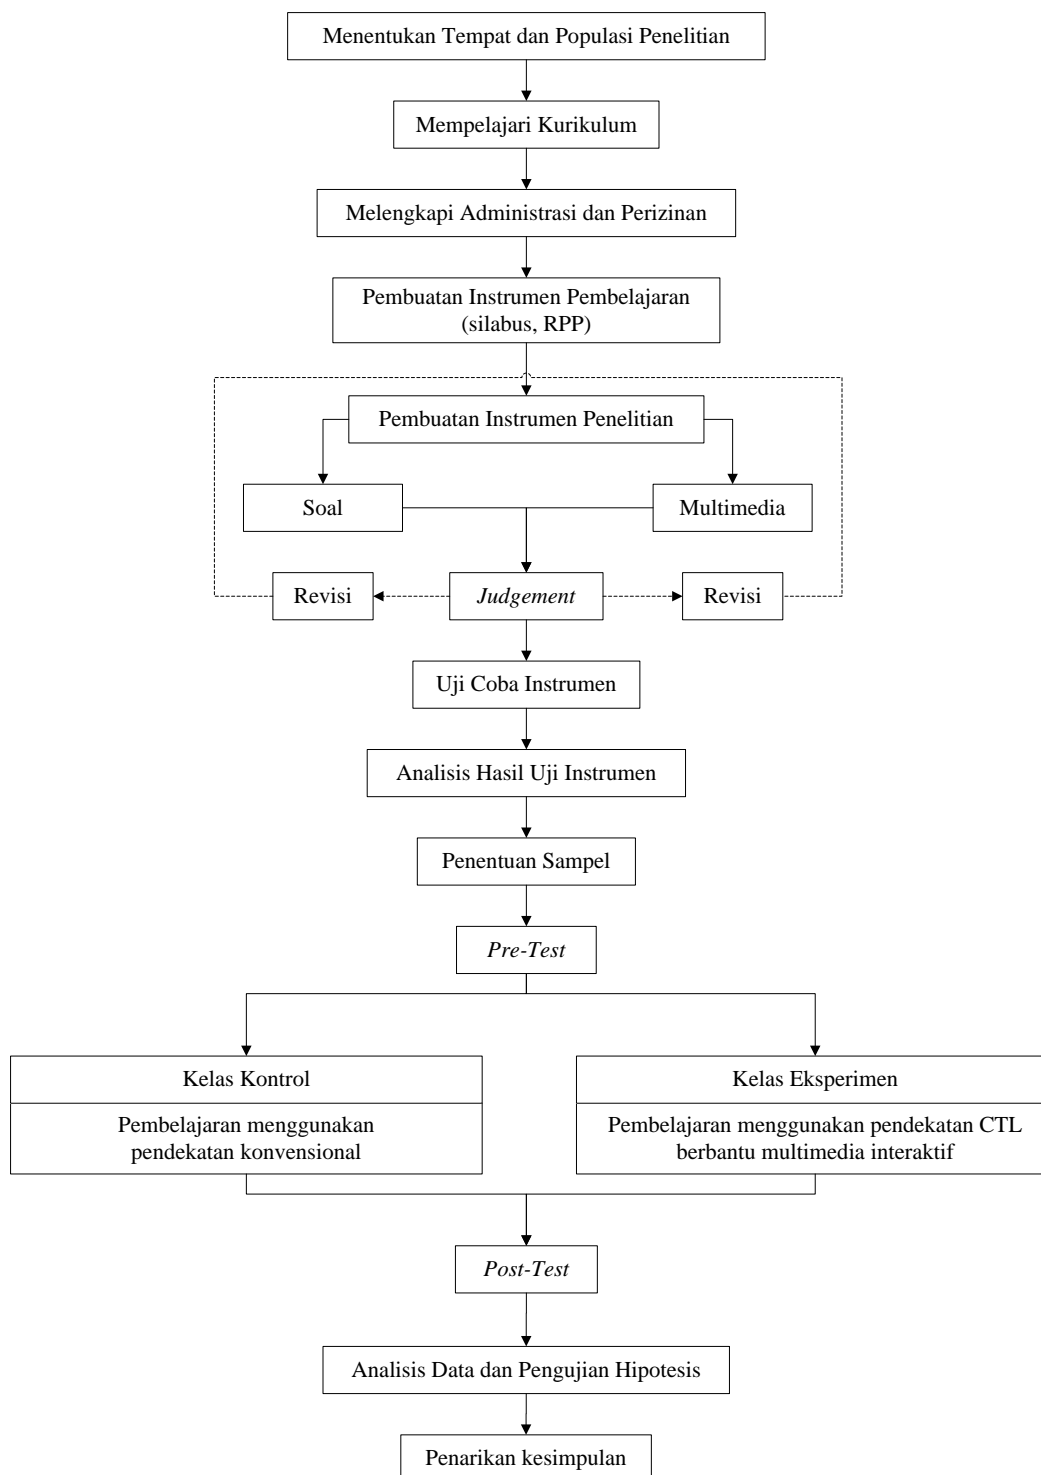 Menentukan Tempat dan Populasi Penelitian
Mempelajari Kurikulum
Melengkapi Administrasi dan Perizinan
Pembuatan Instrumen Pembelajaran
(silabus, RPP)
Pembuatan Instrumen Penelitian
Soal
Multimedia
Revisi
Judgement
Revisi
Uji Coba Instrumen
Analisis Hasil Uji Instrumen
Penentuan Sampel
Pre-Test
Kelas Kontrol
Pembelajaran menggunakan
pendekatan konvensional
Kelas Eksperimen
Pembelajaran menggunakan pendekatan CTL
berbantu multimedia interaktif
Post-Test
Analisis Data dan Pengujian Hipotesis
Penarikan kesimpulan